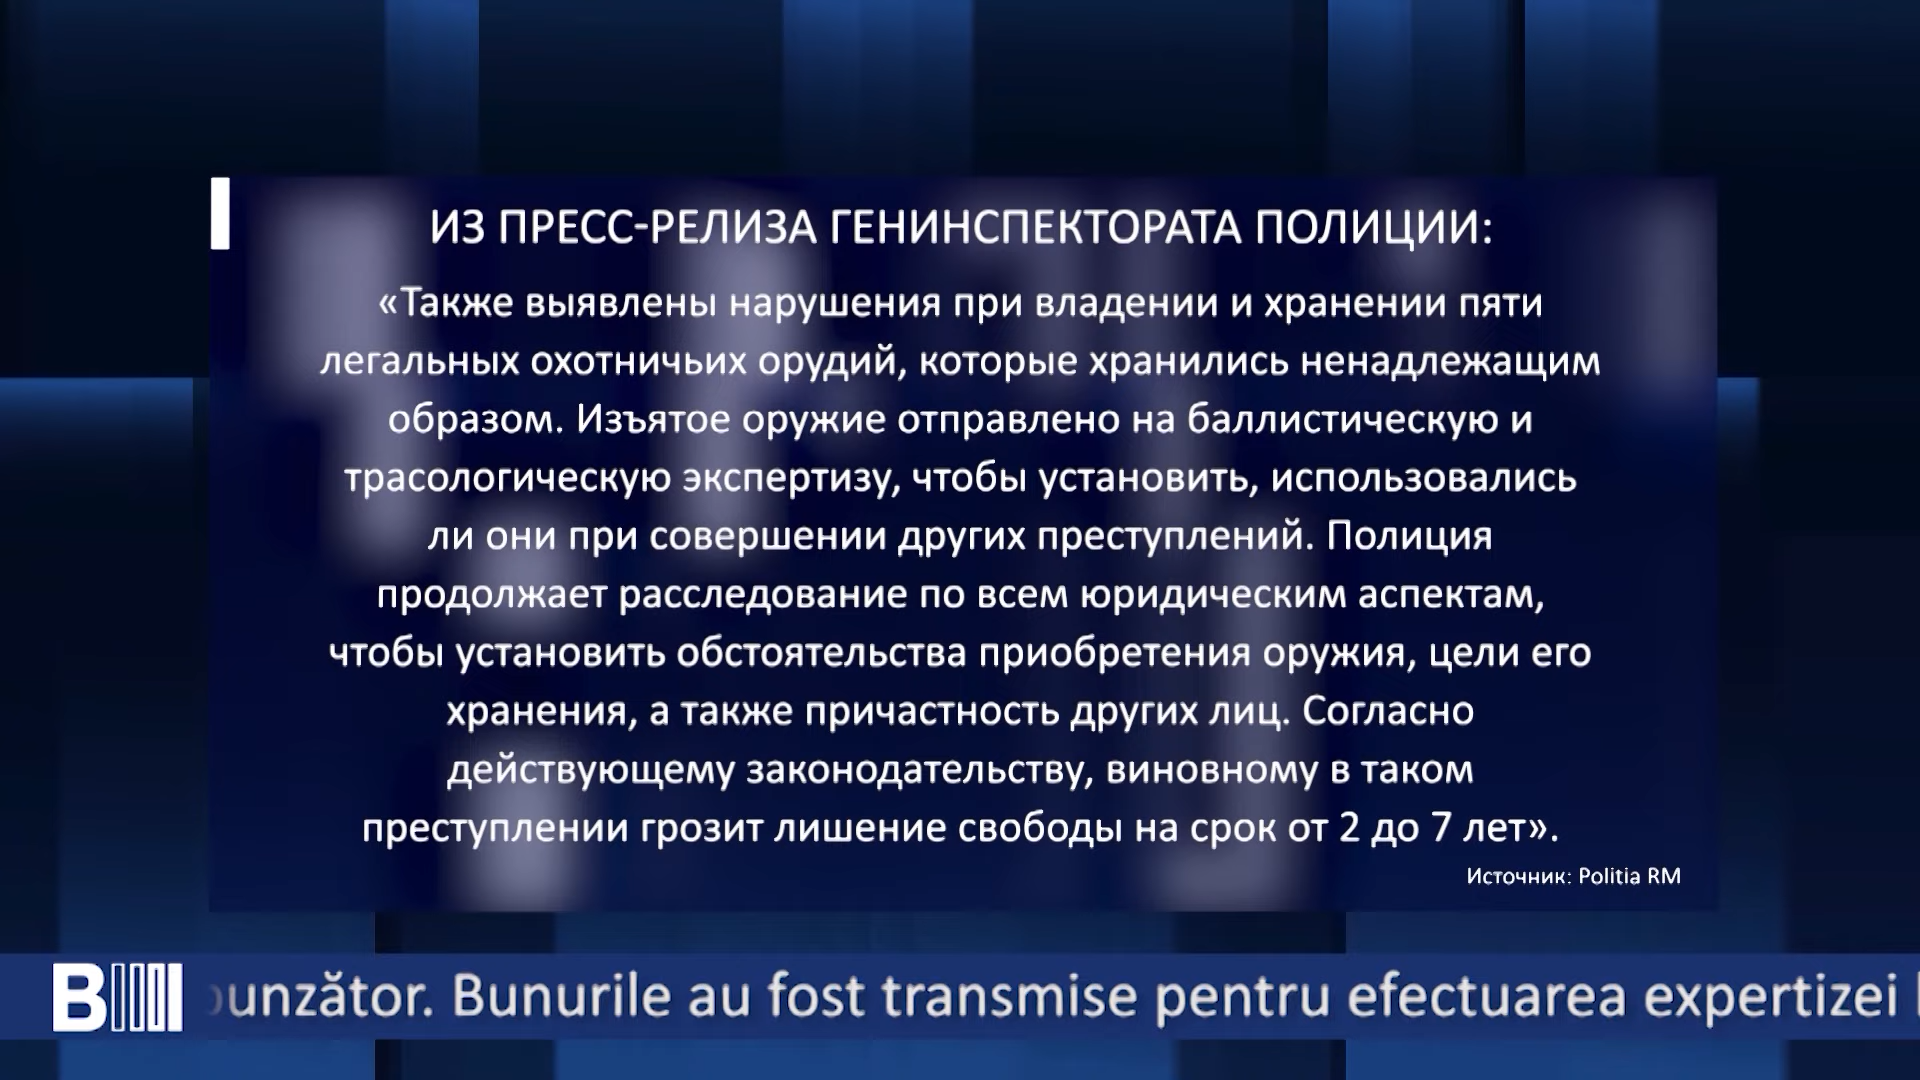 ИЗ ПРЕСС-РЕЛИЗА ГЕНИНСПЕКТОРАТА ПОЛИЦИИ:
«Также выявлены нарушения при владении и хранении пяти
легальных охотничьих орудий, которые хранились ненадлежащим
образом. Изъятое оружие отправлено на баллистическую и
трасологическую экспертизу, чтобы установить, использовались
ли они при совершении других преступлений. Полиция
продолжает расследование по всем юридическим аспектам,
чтобы установить обстоятельства приобретения оружия, цели его
хранения, а также причастность других лиц. Согласно
действующему законодательству, виновному в таком
преступлении грозит лишение свободы на срок от 2 до 7 лет».
Источник: Politia RM
unzător. Bunurile au fost transmise pentru efectuarea expertizei